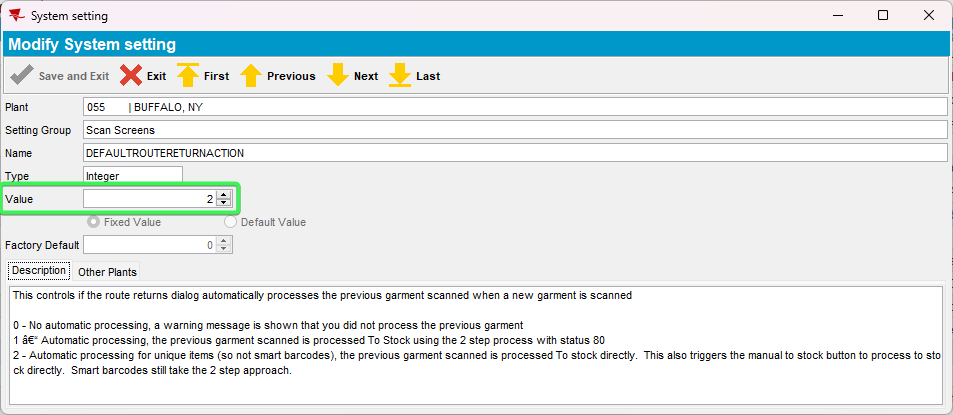 System setting
Modify System setting
Save and Exit Exit First Previous Next Last
Plant 055 | BUFFALO, NY
Setting Group Scan Screens
Name DEFAULTROUTERETURNACTION
Type Integer
Value 2
Fixed Value Default Value
Factory Default 0
Description Other Plants
This controls if the route returns dialog automatically processes the previous garment scanned when a new garment is scanned
0 - No automatic processing, a warning message is shown that you did not process the previous garment
1 â€“ Automatic processing, the previous garment scanned is processed To Stock using the 2 step process with status 80
2 - Automatic processing for unique items (so not smart barcodes), the previous garment scanned is processed To stock directly. This also triggers the manual to stock button to process to sto
ck directly. Smart barcodes still take the 2 step approach.